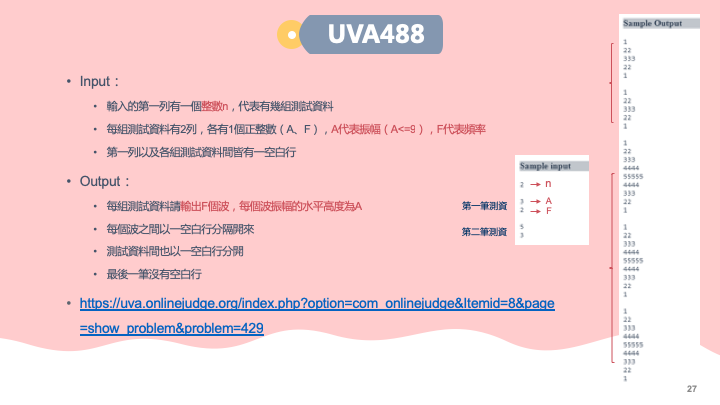 UVA488
• Input：
• 輸入的第一列有一個整數n，代表有幾組測試資料
• 每組測試資料有2列，各有1個正整數（A、F），A代表振幅（A<=9），F代表頻率
• 第一列以及各組測試資料間皆有一空白行
• Output：
• 每組測試資料請輸出F個波，每個波振幅的水平高度為A
• 每個波之間以一空白行分隔開來
• 測試資料間也以一空白行分開
• 最後一筆沒有空白行
• https://uva.onlinejudge.org/index.php?option=com_onlinejudge&Itemid=8&page
=show_problem&problem=429
第一筆測資
第二筆測資
Sample input
2 n
3 A
2 F
5
3
Sample Output
1
22
333
22
1
1
22
333
22
1
1
22
333
4444
55555
4444
333
22
1
1
22
333
4444
55555
4444
333
22
1
1
22
333
4444
55555
4444
333
22
1
27